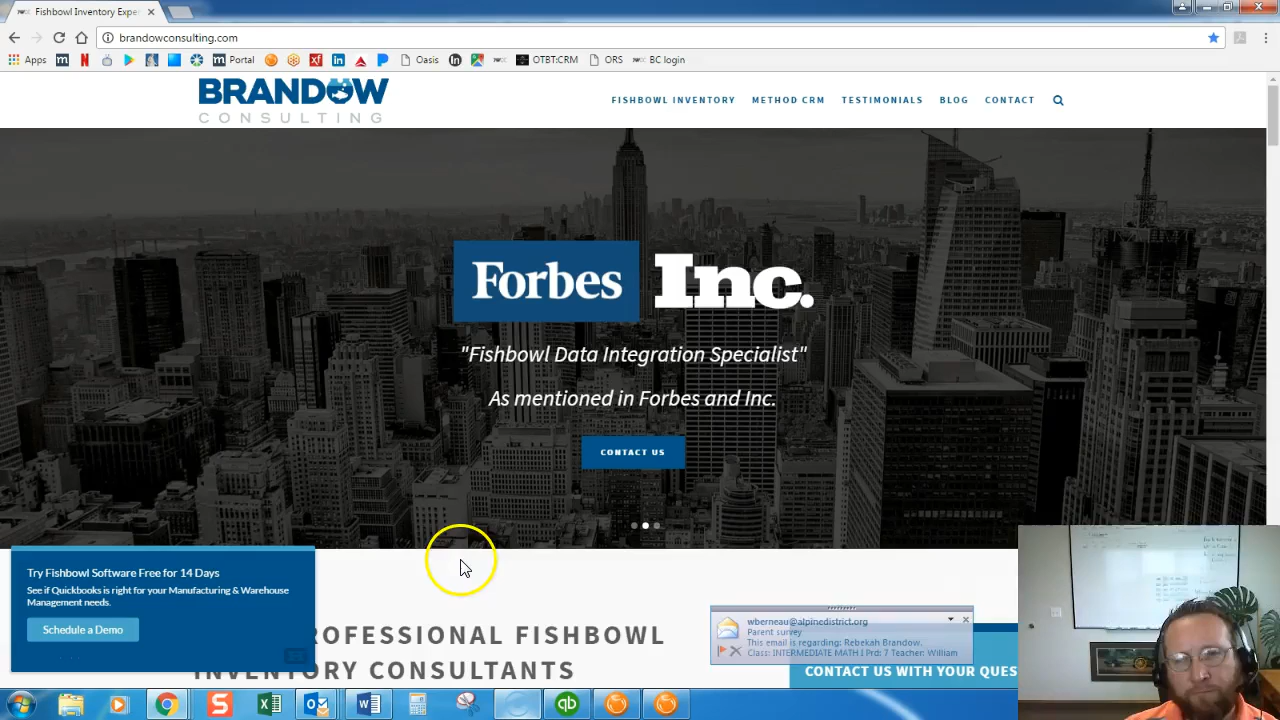 Fishbowl Inventory Exper
brandowconsulting.com
Apps
Portal
Oasis
OTBT:CRM
ORS
BC login
BRANDOW
CONSULTING
FISHBOWL INVENTORY
METHOD CRM
TESTIMONIALS
BLOG
CONTACT
Forbes
Inc.
"Fishbowl Data Integration Specialist"
As mentioned in Forbes and Inc.
CONTACT US
Try Fishbowl Software Free for 14 Days
See if Quickbooks is right for your Manufacturing & Warehouse
Management needs.
Schedule a Demo
ROFESSIONAL FISHBOWL
INVENTORY CONSULTANTS
wberneau@alpinedistrict.org
Parent survey
This email is regarding: Rebekah Brandow.
Class: INTERMEDIATE MATH I Prd: 7 Teacher: William
CONTACT US WITH YOUR QUES